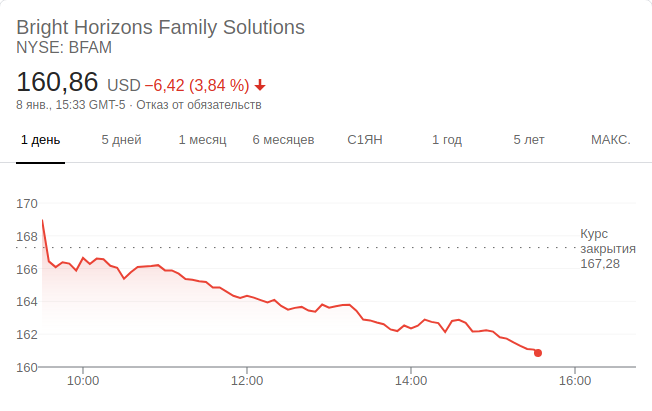 Bright Horizons Family Solutions
NYSE: BFAM
160,86 USD −6,42 (3,84 %)
8 янв., 15:33 GMT-5 · Отказ от обязательств
1 день 5 дней 1 месяц 6 месяцев С1ЯН 1 год 5 лет МАКС.
170
168
166
164
162
160
Курс
закрытия
167,28
10:00 12:00 14:00 16:00